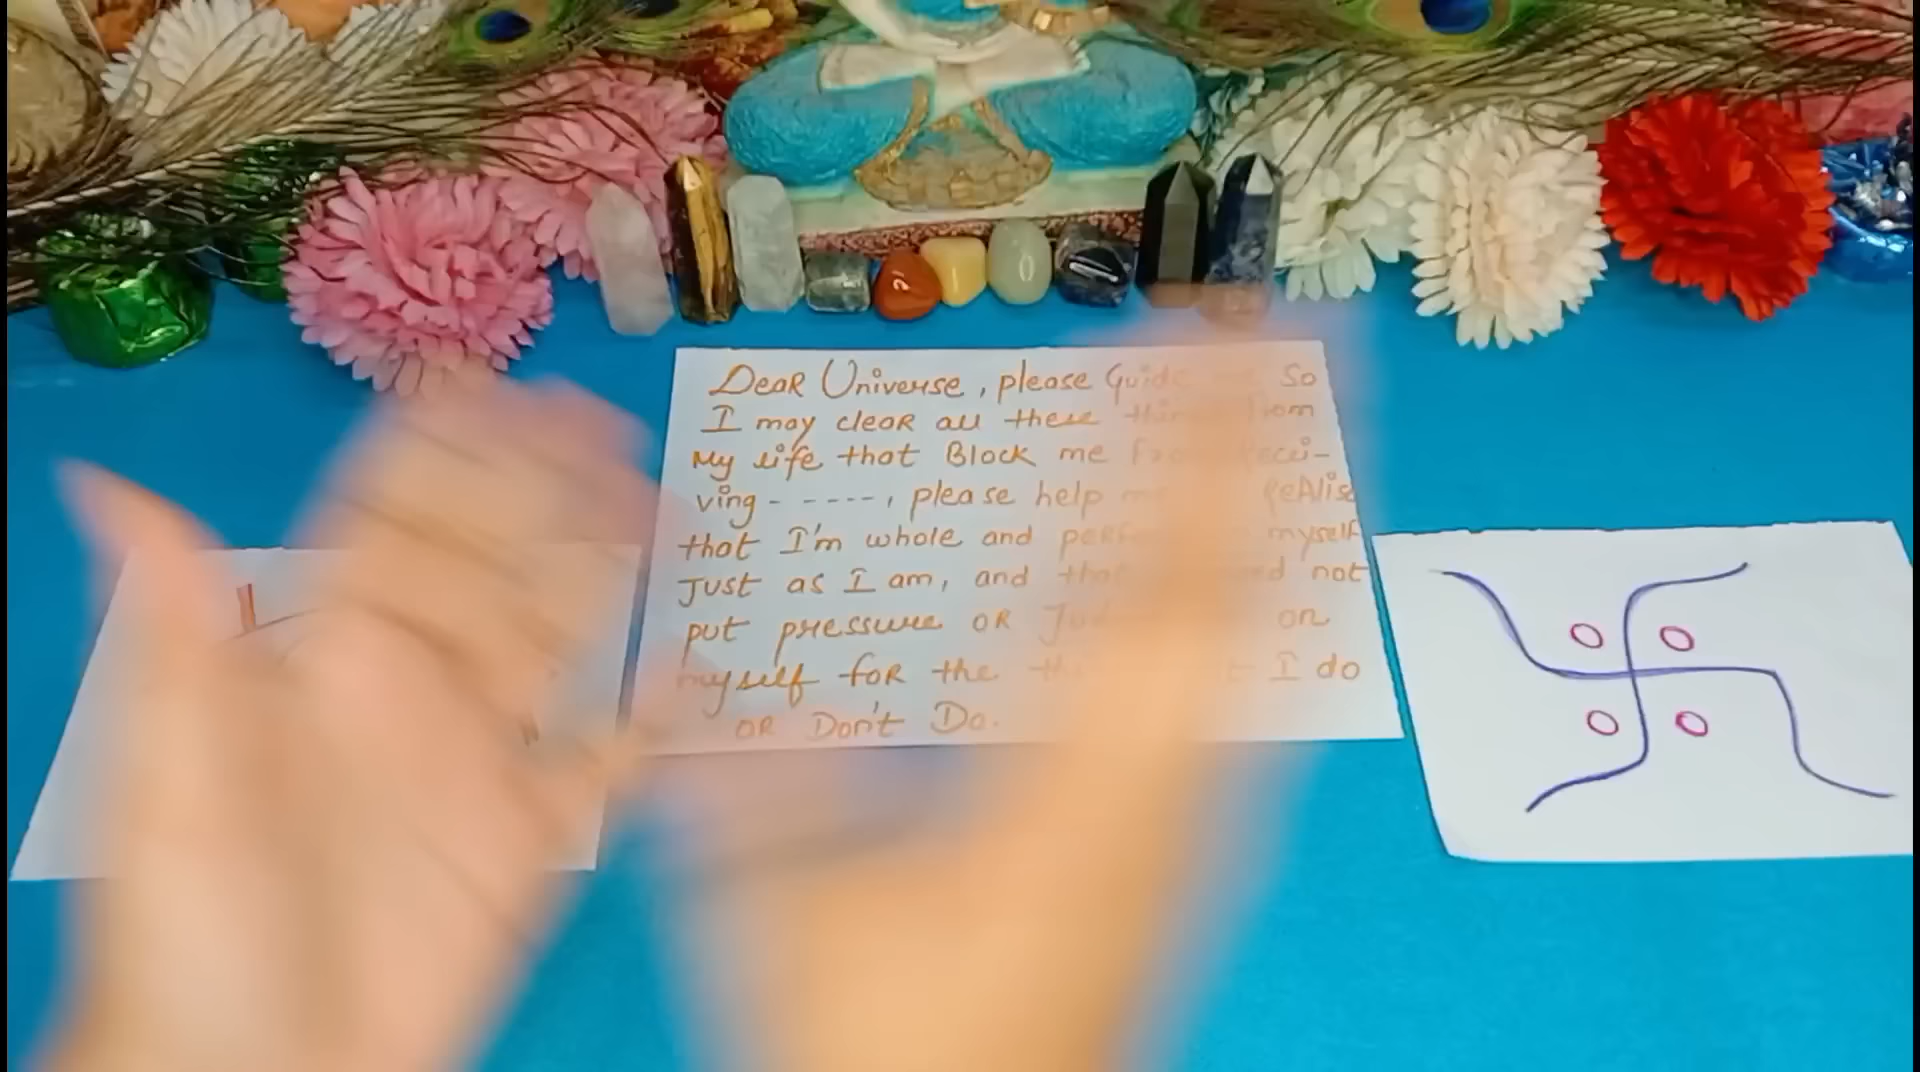 Dear Universe, please Guide So
I may clear all these from
My life that Block me
ving - - - - - , please help ReAlise
that I'm whole and myself
Just as I am, and not
put pressure OR on
myself for the I do
OR Don't Do.